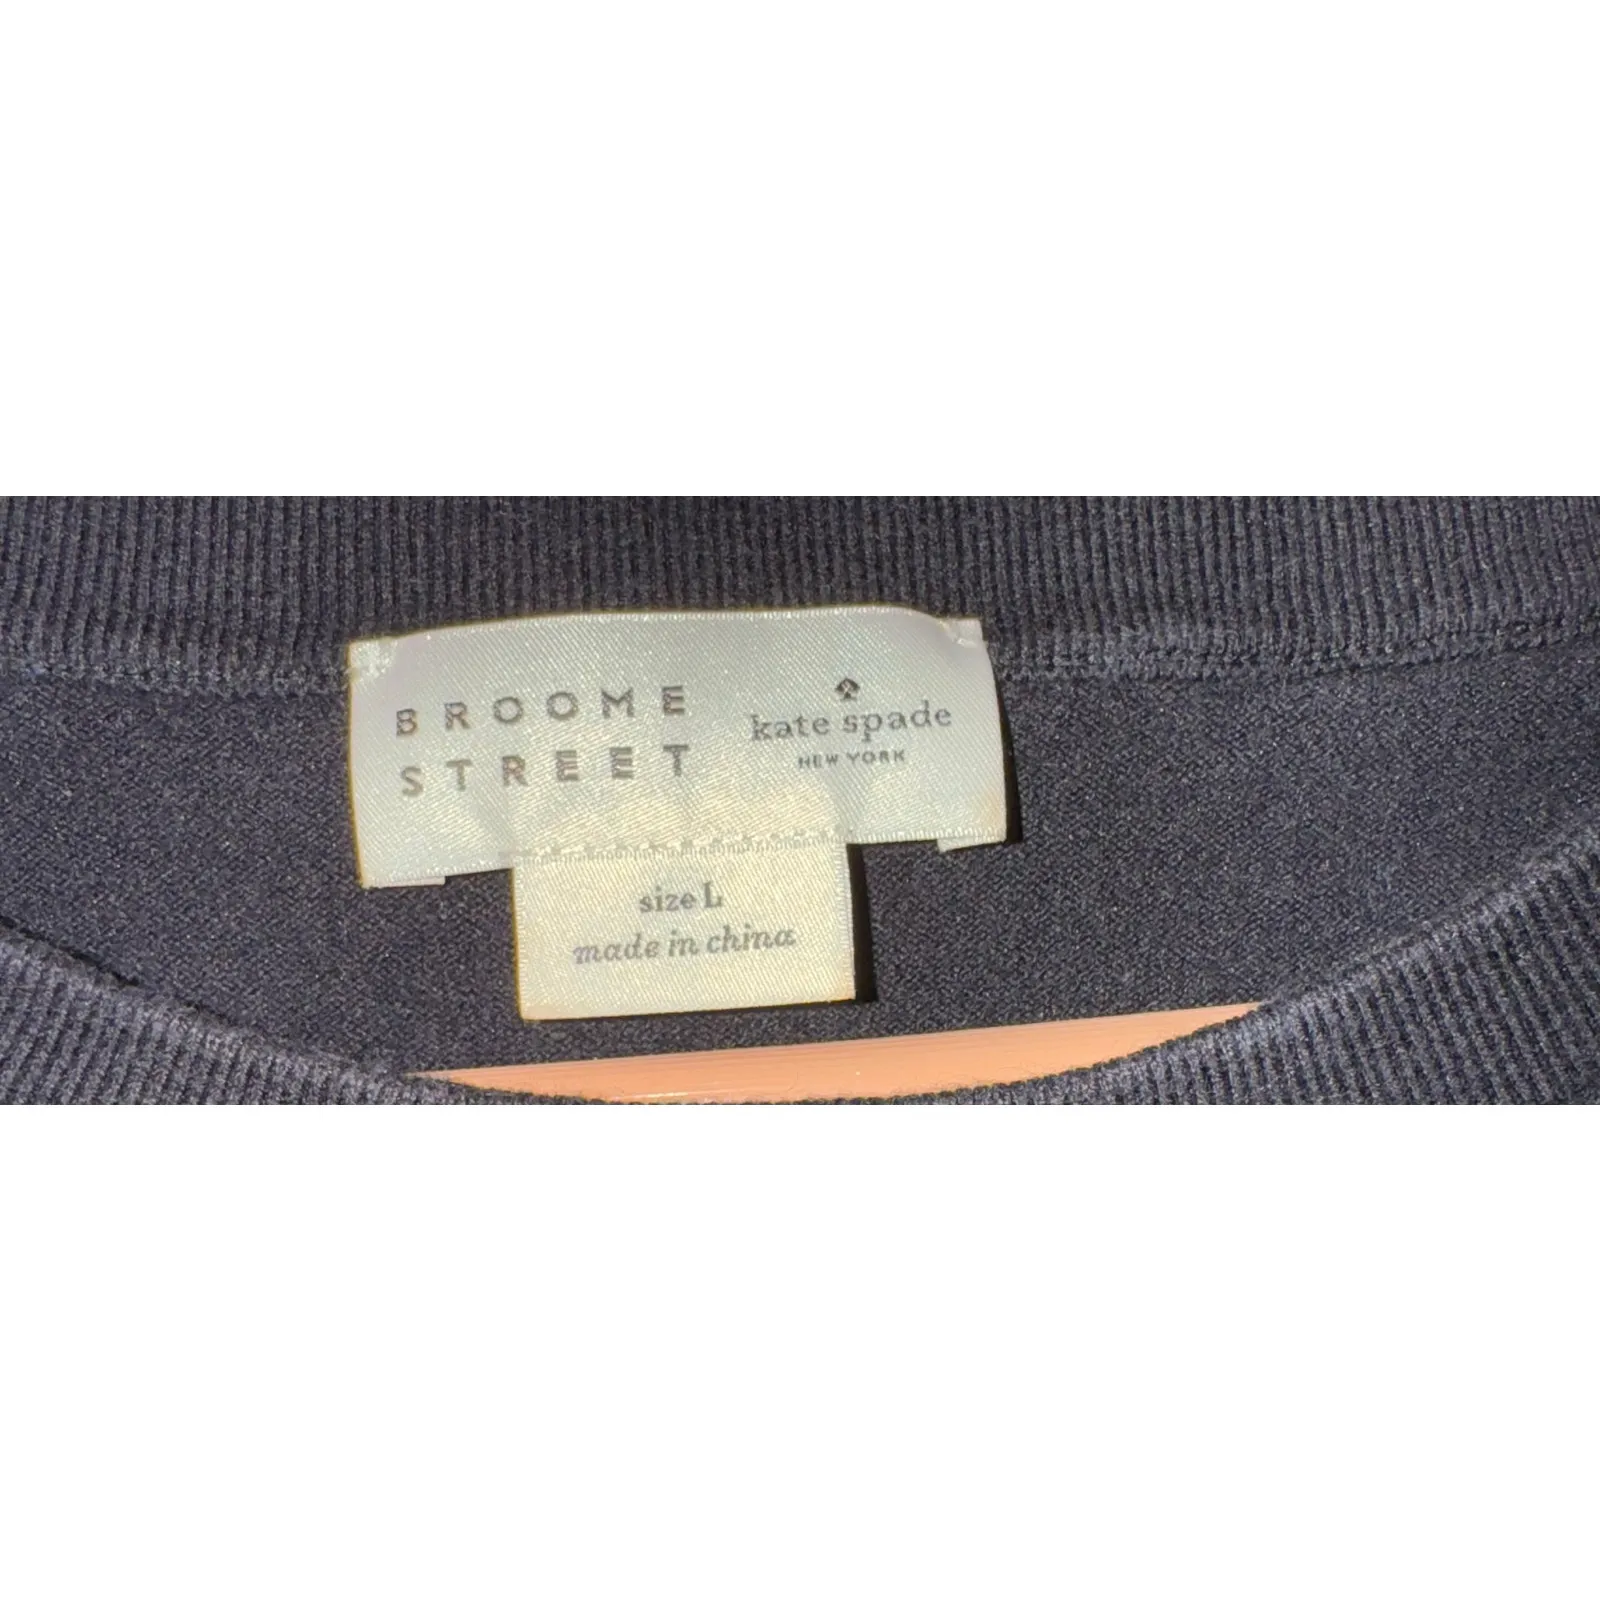 BROOME
STREET
kate spade
NEW YORK
size L
made in china